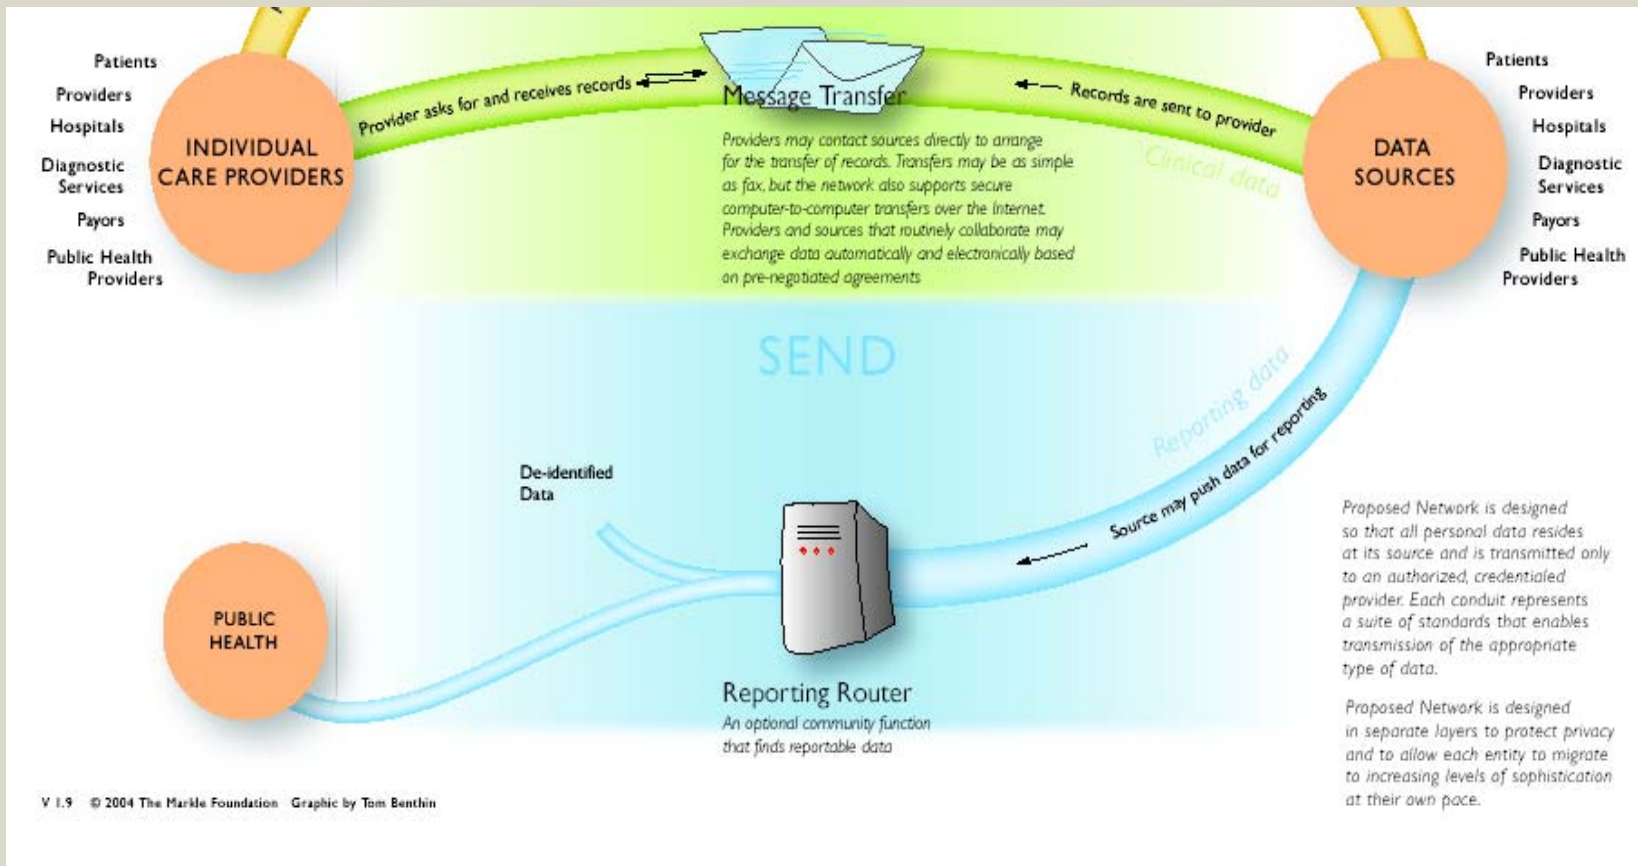 Patients
Providers
Hospitals
Diagnostic
Services
Payors
Public Health
Providers
INDIVIDUAL
CARE PROVIDERS
Provider asks for and receives records
Message Transfer
Providers may contact sources directly to arrange
for the transfer of records. Transfers may be as simple
as fax, but the network also supports secure
computer-to-computer transfers over the Internet.
Providers and sources that routinely collaborate may
exchange data automatically and electronically based
on pre-negotiated agreements
Records are sent to provider
Clinical data
DATA
SOURCES
Patients
Providers
Hospitals
Diagnostic
Services
Payors
Public Health
Providers
SEND
Reporting data
Source may push data for reporting
De-identified
Data
PUBLIC
HEALTH
Reporting Router
An optional community function
that finds reportable data
Proposed Network is designed
so that all personal data resides
at its source and is transmitted only
to an authorized, credentialed
provider. Each conduit represents
a suite of standards that enables
transmission of the appropriate
type of data.
Proposed Network is designed
in separate layers to protect privacy
and to allow each entity to migrate
to increasing levels of sophistication
at their own pace.
V 1.9 © 2004 The Markle Foundation Graphic by Tom Benthin